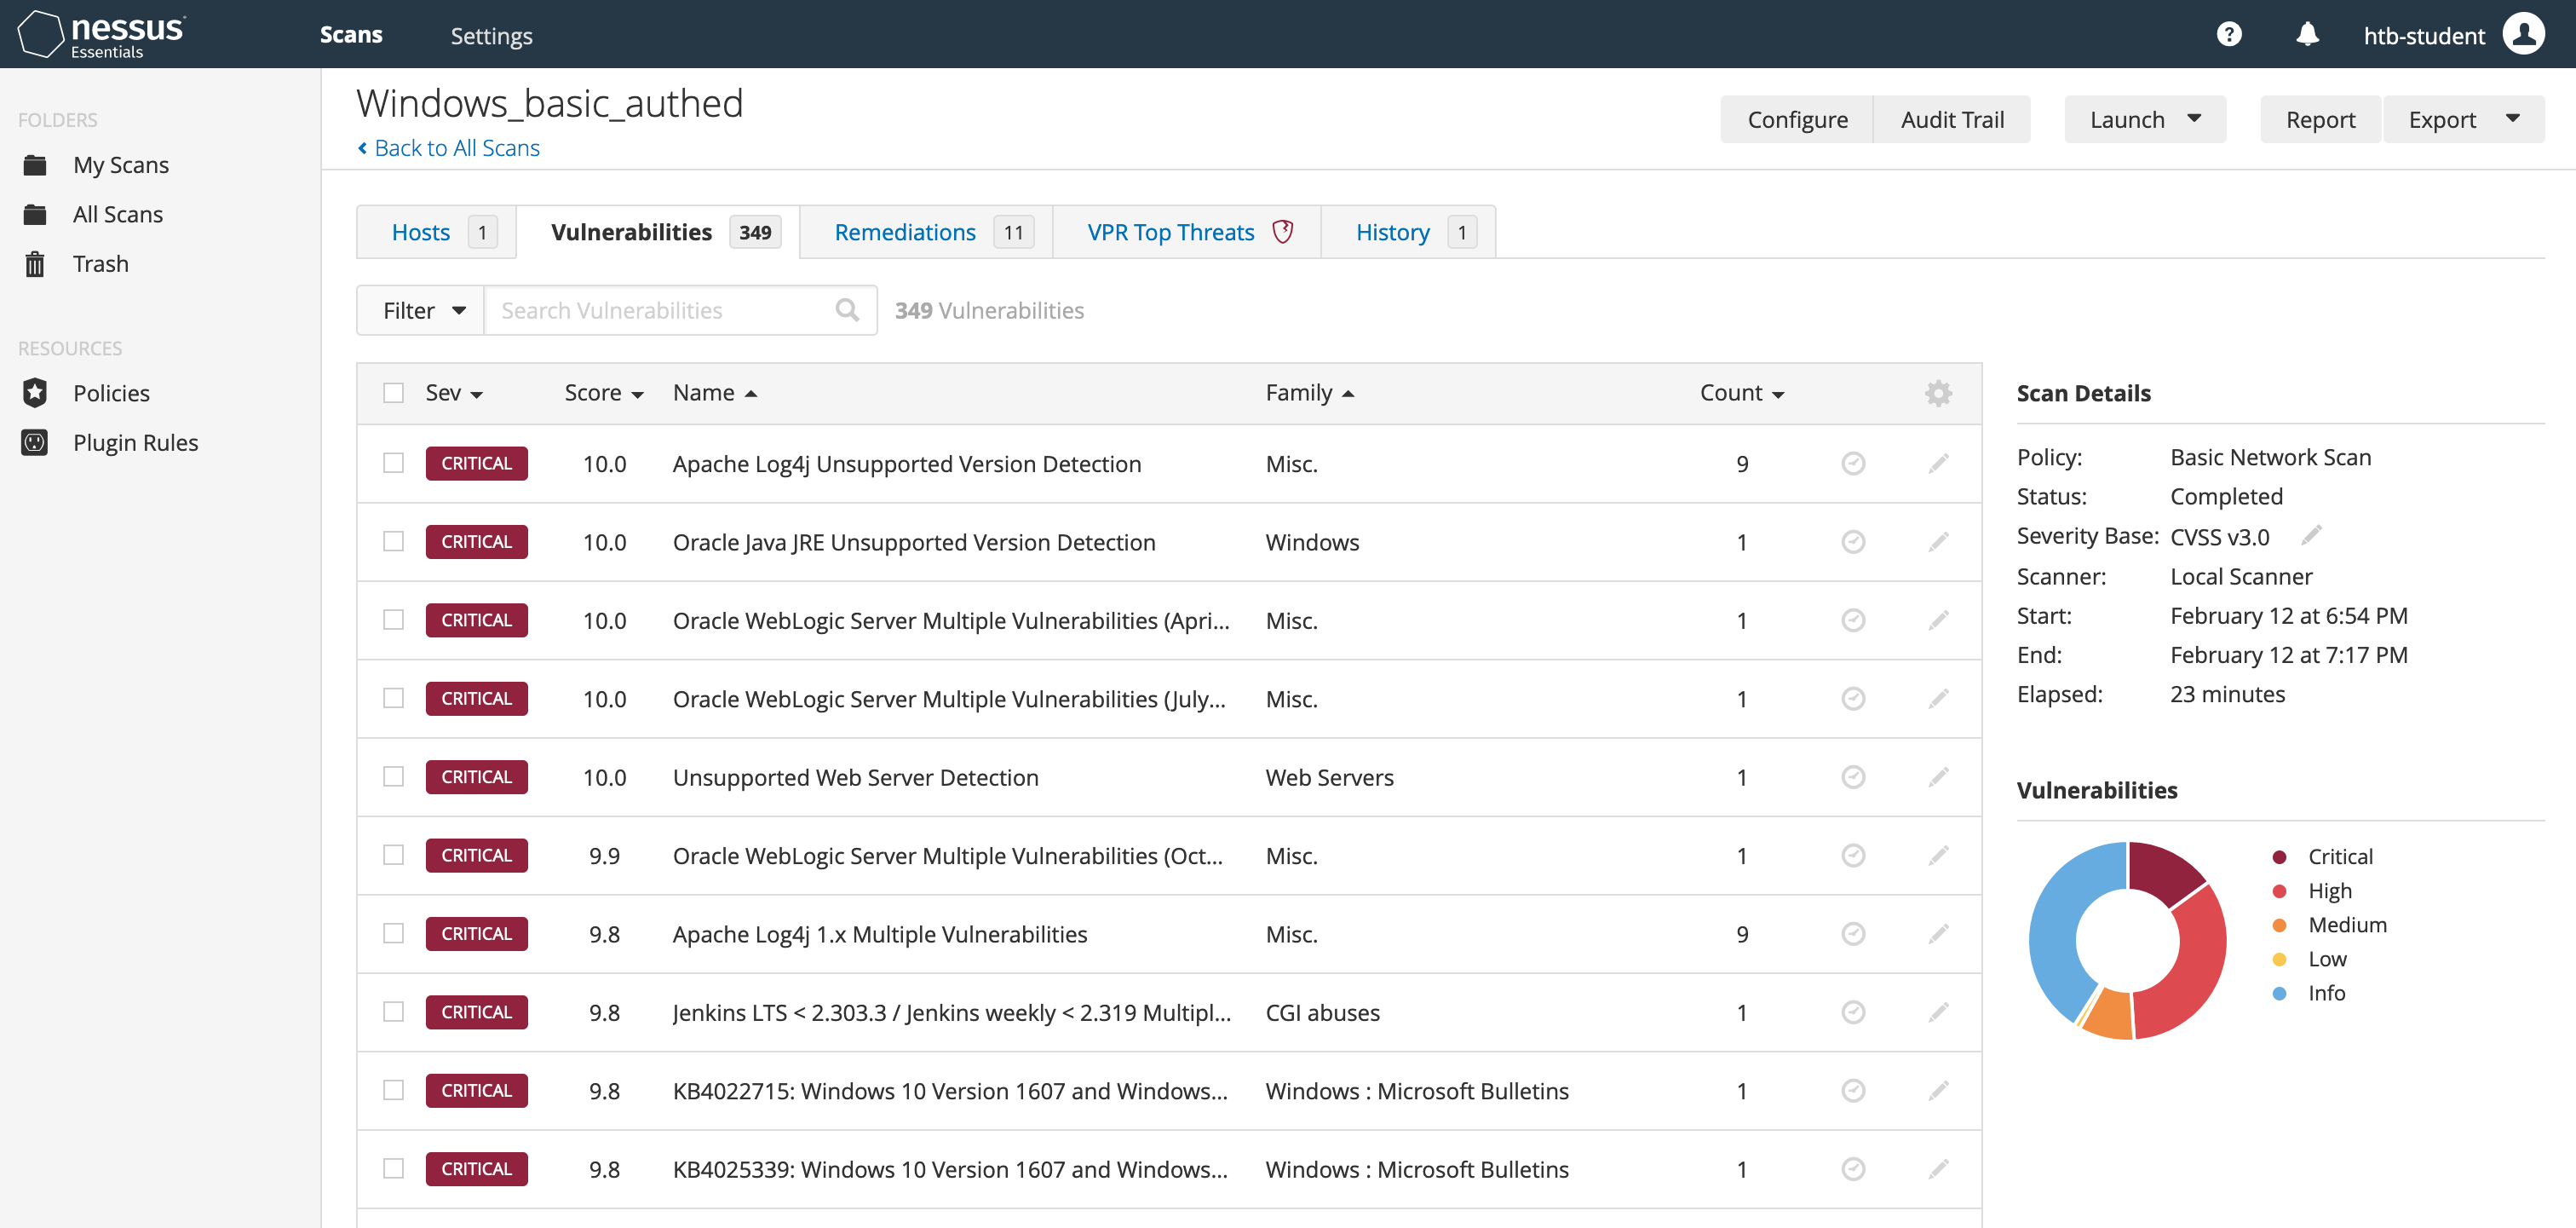 nessus
Essentials
Scans
Settings
htb-student
FOLDERS
My Scans
All Scans
Trash
RESOURCES
Policies
Plugin Rules
Windows_basic_authed
Back to All Scans
Configure
Audit Trail
Launch
Report
Export
Hosts 1
Vulnerabilities 349
Remediations 11
VPR Top Threats
History 1
Filter
Search Vulnerabilities
349 Vulnerabilities
Sev Score Name Family Count
CRITICAL 10.0 Apache Log4j Unsupported Version Detection Misc. 9
CRITICAL 10.0 Oracle Java JRE Unsupported Version Detection Windows 1
CRITICAL 10.0 Oracle WebLogic Server Multiple Vulnerabilities (Apri... Misc. 1
CRITICAL 10.0 Oracle WebLogic Server Multiple Vulnerabilities (July... Misc. 1
CRITICAL 10.0 Unsupported Web Server Detection Web Servers 1
CRITICAL 9.9 Oracle WebLogic Server Multiple Vulnerabilities (Oct... Misc. 1
CRITICAL 9.8 Apache Log4j 1.x Multiple Vulnerabilities Misc. 9
CRITICAL 9.8 Jenkins LTS < 2.303.3 / Jenkins weekly < 2.319 Multipl... CGI abuses 1
CRITICAL 9.8 KB4022715: Windows 10 Version 1607 and Windows... Windows : Microsoft Bulletins 1
CRITICAL 9.8 KB4025339: Windows 10 Version 1607 and Windows... Windows : Microsoft Bulletins 1
Scan Details
Policy: Basic Network Scan
Status: Completed
Severity Base: CVSS v3.0
Scanner: Local Scanner
Start: February 12 at 6:54 PM
End: February 12 at 7:17 PM
Elapsed: 23 minutes
Vulnerabilities
Critical
High
Medium
Low
Info